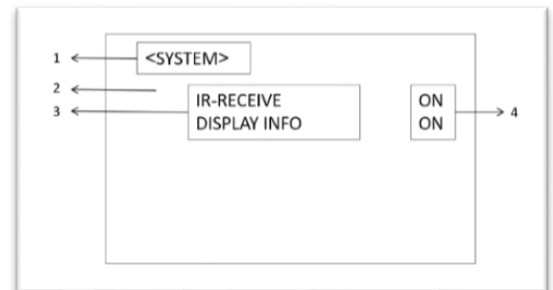 1 <SYSTEM>
2
3 IR-RECEIVE ON
DISPLAY INFO ON 4